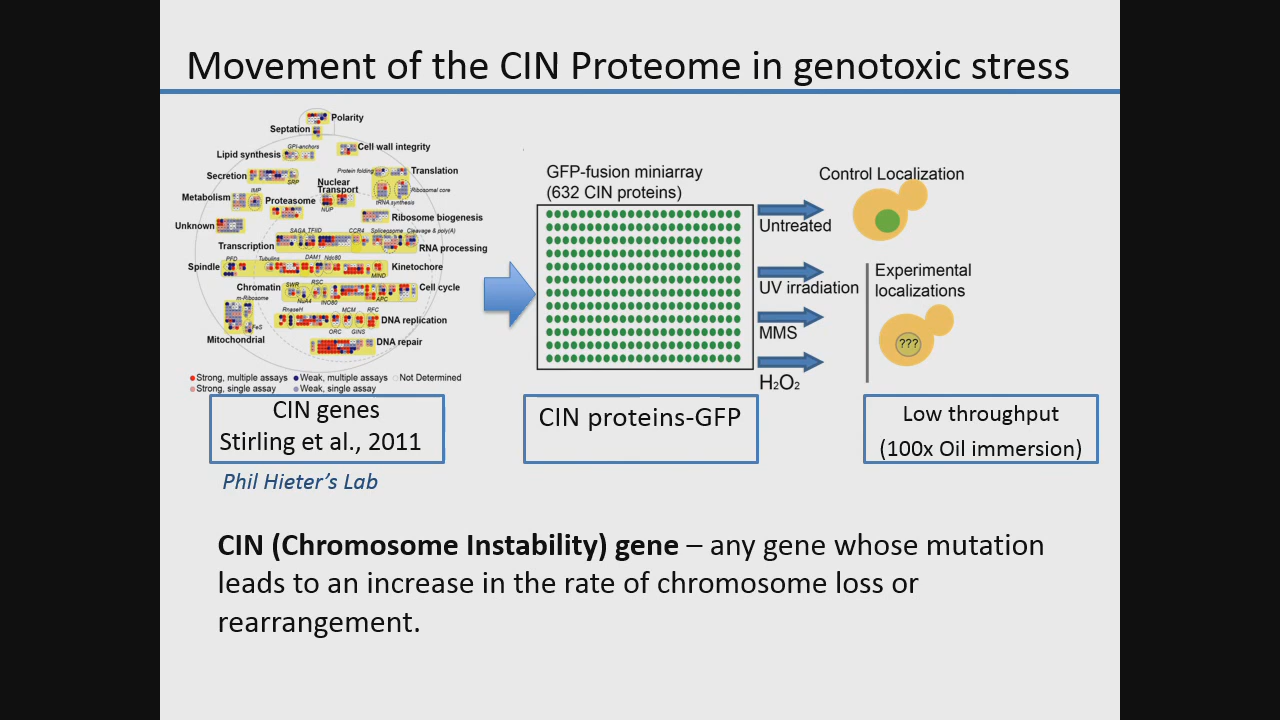 Movement of the CIN Proteome in genotoxic stress
Polarity
Septation
GPI-anchors
Cell wall integrity
Lipid synthesis
Protein folding
Translation
Secretion
SRP
Nuclear
Transport
Ribosomal core
IMP
Metabolism
Proteasome
NUP
tRNA synthesis
Ribosome biogenesis
Unknown
SAGA TFIID
CCR4
Spliceosome
Cleavage & poly(A)
Transcription
RNA processing
PFD
Tubulins
DAM1
Ndc80
Spindle
Kinetochore
MIND
Chromatin
SWR
RSC
Cell cycle
m-Ribosome
NuA4
INO80
APC
RnaseH
MCM
RFC
DNA replication
FeS
ORC
GINS
Mitochondrial
DNA repair
Strong, multiple assays
Weak, multiple assays
Not Determined
Strong, single assay
Weak, single assay
CIN genes
Stirling et al., 2011
Phil Hieter’s Lab
GFP-fusion miniarray
(632 CIN proteins)
CIN proteins-GFP
Control Localization
Untreated
UV irradiation
MMS
H₂O₂
Experimental
localizations
???
Low throughput
(100x Oil immersion)
CIN (Chromosome Instability) gene – any gene whose mutation
leads to an increase in the rate of chromosome loss or
rearrangement.